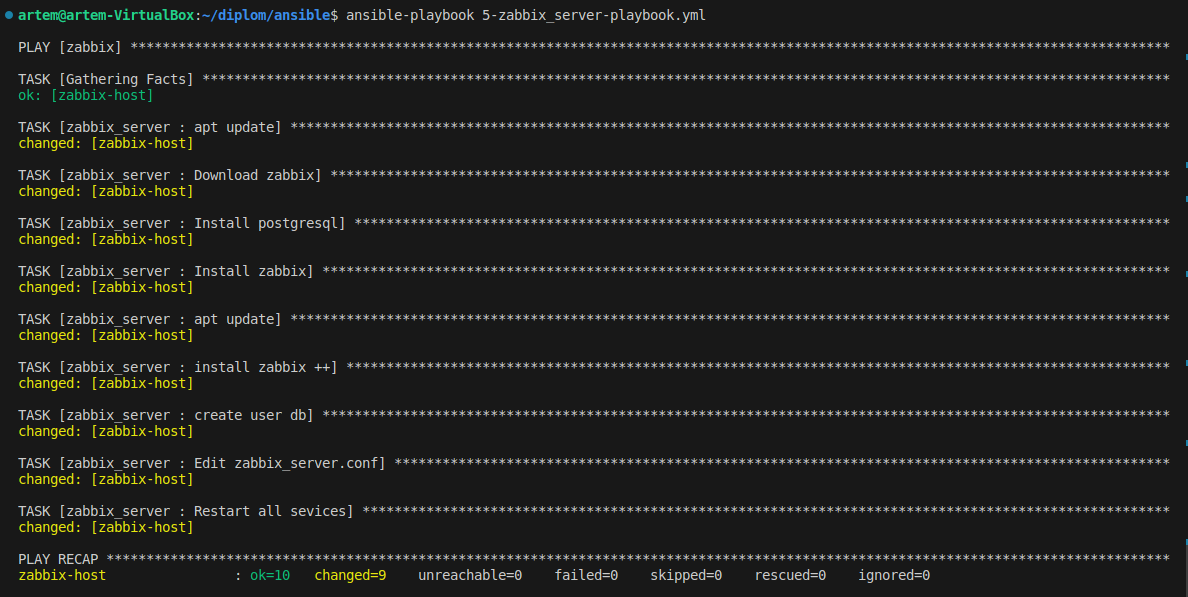 artem@artem-VirtualBox:~/diplom/ansible$ ansible-playbook 5-zabbix_server-playbook.yml
PLAY [zabbix] **********************************************************************************************************************************
TASK [Gathering Facts] *************************************************************************************************************************
ok: [zabbix-host]
TASK [zabbix_server : apt update] **************************************************************************************************************
changed: [zabbix-host]
TASK [zabbix_server : Download zabbix] *********************************************************************************************************
changed: [zabbix-host]
TASK [zabbix_server : Install postgresql] ******************************************************************************************************
changed: [zabbix-host]
TASK [zabbix_server : Install zabbix] **********************************************************************************************************
changed: [zabbix-host]
TASK [zabbix_server : apt update] **************************************************************************************************************
changed: [zabbix-host]
TASK [zabbix_server : install zabbix ++] *******************************************************************************************************
changed: [zabbix-host]
TASK [zabbix_server : create user db] **********************************************************************************************************
changed: [zabbix-host]
TASK [zabbix_server : Edit zabbix_server.conf] *************************************************************************************************
changed: [zabbix-host]
TASK [zabbix_server : Restart all sevices] *****************************************************************************************************
changed: [zabbix-host]
PLAY RECAP *************************************************************************************************************************************
zabbix-host                : ok=10   changed=9    unreachable=0    failed=0    skipped=0    rescued=0    ignored=0